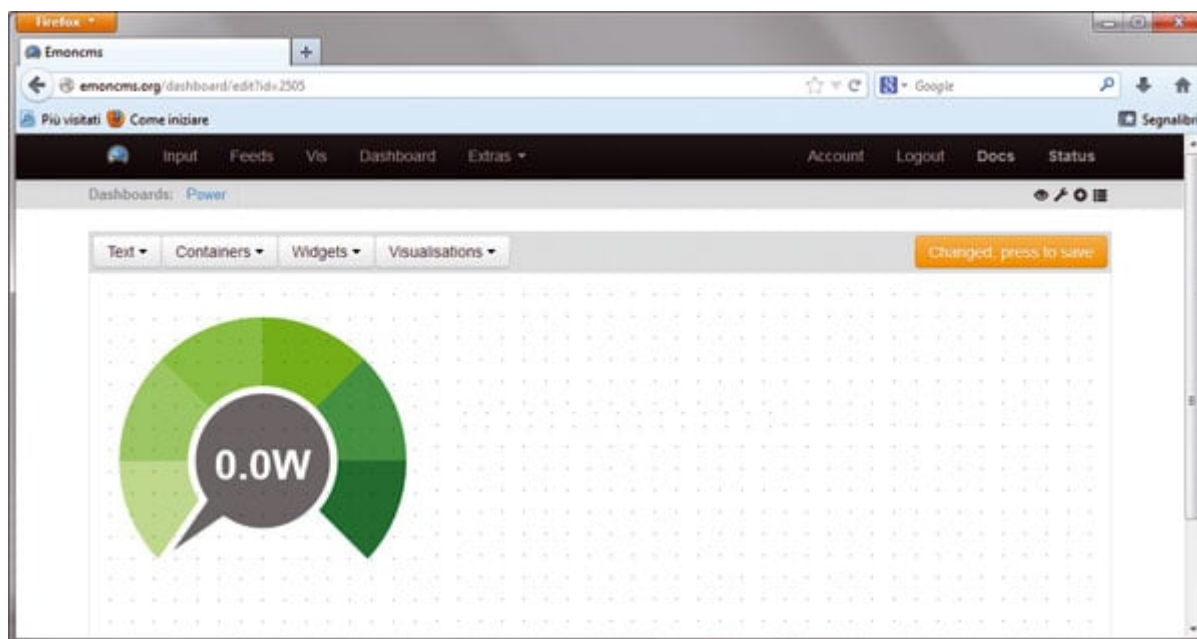 Firefox
Emoncms
emoncms.org/dashboard/edit?id=2505
Google
Più visitati Come iniziare
Segnalibri
Input Feeds Vis Dashboard Extras Account Logout Docs Status
Dashboards: Power
Text Containers Widgets Visualisations Changed, press to save
0.0W